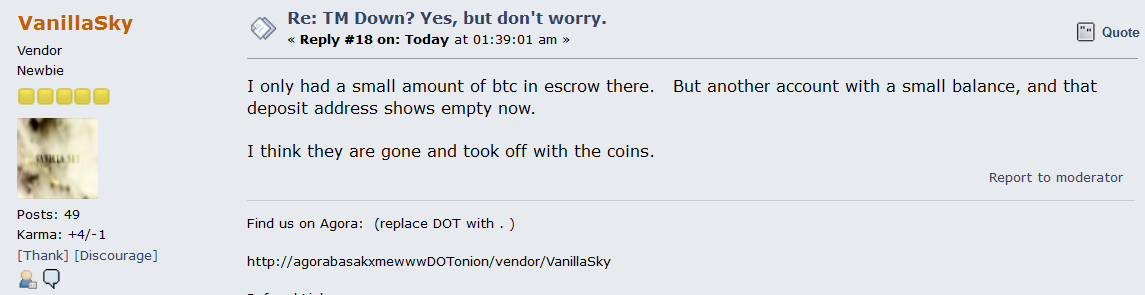 VanillaSky
Vendor
Newbie
Re: TM Down? Yes, but don't worry.
« Reply #18 on: Today at 01:39:01 am »
Quote
I only had a small amount of btc in escrow there.   But another account with a small balance, and that
deposit address shows empty now.
I think they are gone and took off with the coins.
Report to moderator
VANILLA SKY
Posts: 49
Karma: +4/-1
[Thank] [Discourage]
Find us on Agora:  (replace DOT with . )
http://agorabasakxmewwwDOTonion/vendor/VanillaSky